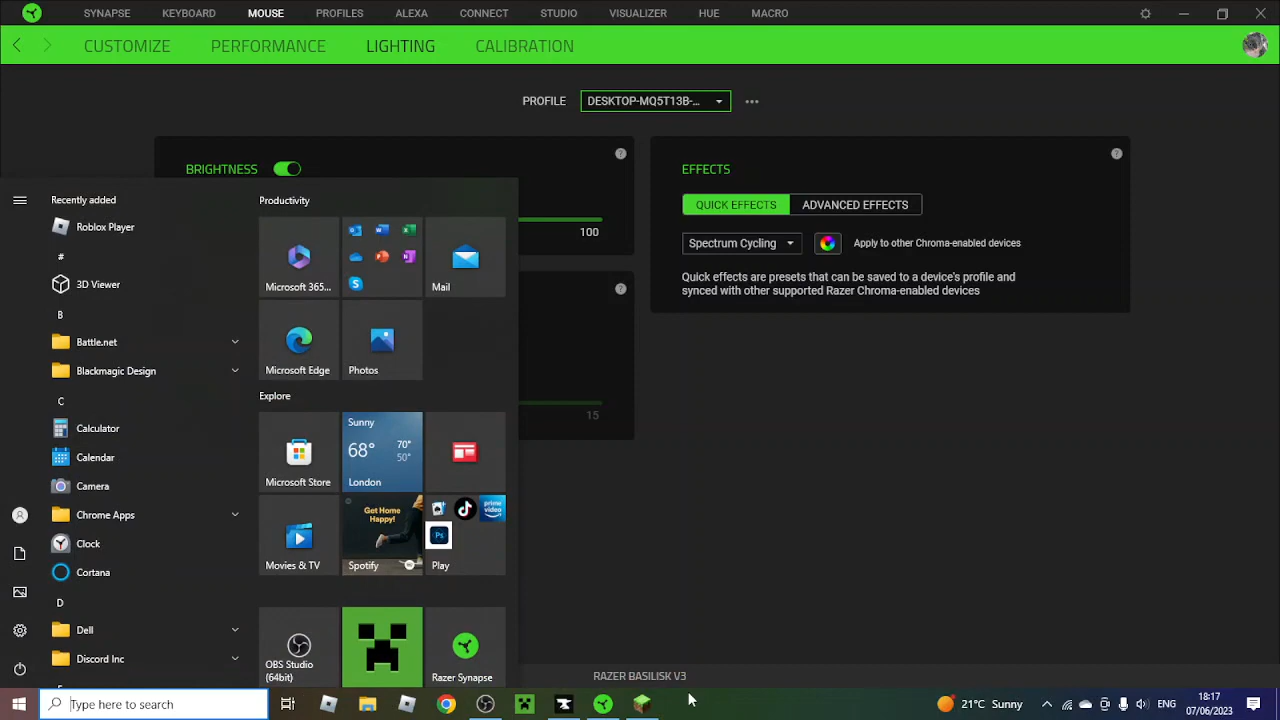 SYNAPSE KEYBOARD MOUSE PROFILES ALEXA CONNECT STUDIO VISUALIZER HUE MACRO
CUSTOMIZE PERFORMANCE LIGHTING CALIBRATION
PROFILE DESKTOP-MQ5T13B-...
BRIGHTNESS
100
15
EFFECTS
QUICK EFFECTS ADVANCED EFFECTS
Spectrum Cycling Apply to other Chroma-enabled devices
Quick effects are presets that can be saved to a device's profile and
synced with other supported Razer Chroma-enabled devices
RAZER BASILISK V3
Recently added
Roblox Player
#
3D Viewer
B
Battle.net
Blackmagic Design
C
Calculator
Calendar
Camera
Chrome Apps
Clock
Cortana
D
Dell
Discord Inc
Productivity
Microsoft 365...
Mail
Microsoft Edge
Photos
Explore
Microsoft Store
Sunny
68° 70°
50°
London
Movies & TV
Get Home
Happy!
Spotify
prime
video
Ps
Play
OBS Studio
(64bit)
Razer Synapse
Type here to search
21°C Sunny
18:17
07/06/2023